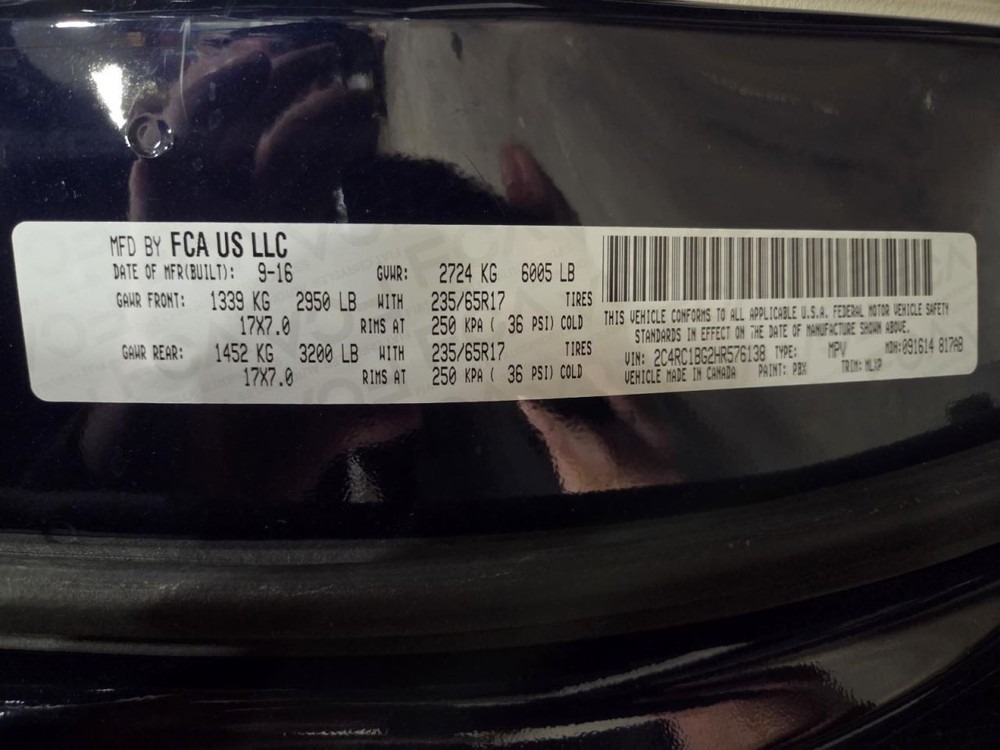 MFD BY FCA US LLC
DATE OF MFR(BUILT): 9-16 GVWR: 2724 KG 6005 LB
GAWR FRONT: 1339 KG 2950 LB WITH 235/65R17 TIRES
17X7.0 RIMS AT 250 KPA ( 36 PSI) COLD
GAWR REAR: 1452 KG 3200 LB WITH 235/65R17 TIRES
17X7.0 RIMS AT 250 KPA ( 36 PSI) COLD
THIS VEHICLE CONFORMS TO ALL APPLICABLE U.S.A. FEDERAL MOTOR VEHICLE SAFETY
STANDARDS IN EFFECT ON THE DATE OF MANUFACTURE SHOWN ABOVE.
VIN: 2C4RC1BG2HR576138 TYPE: MPV MDH:091614 817AB
VEHICLE MADE IN CANADA PAINT: PBX TRIM: MLXP